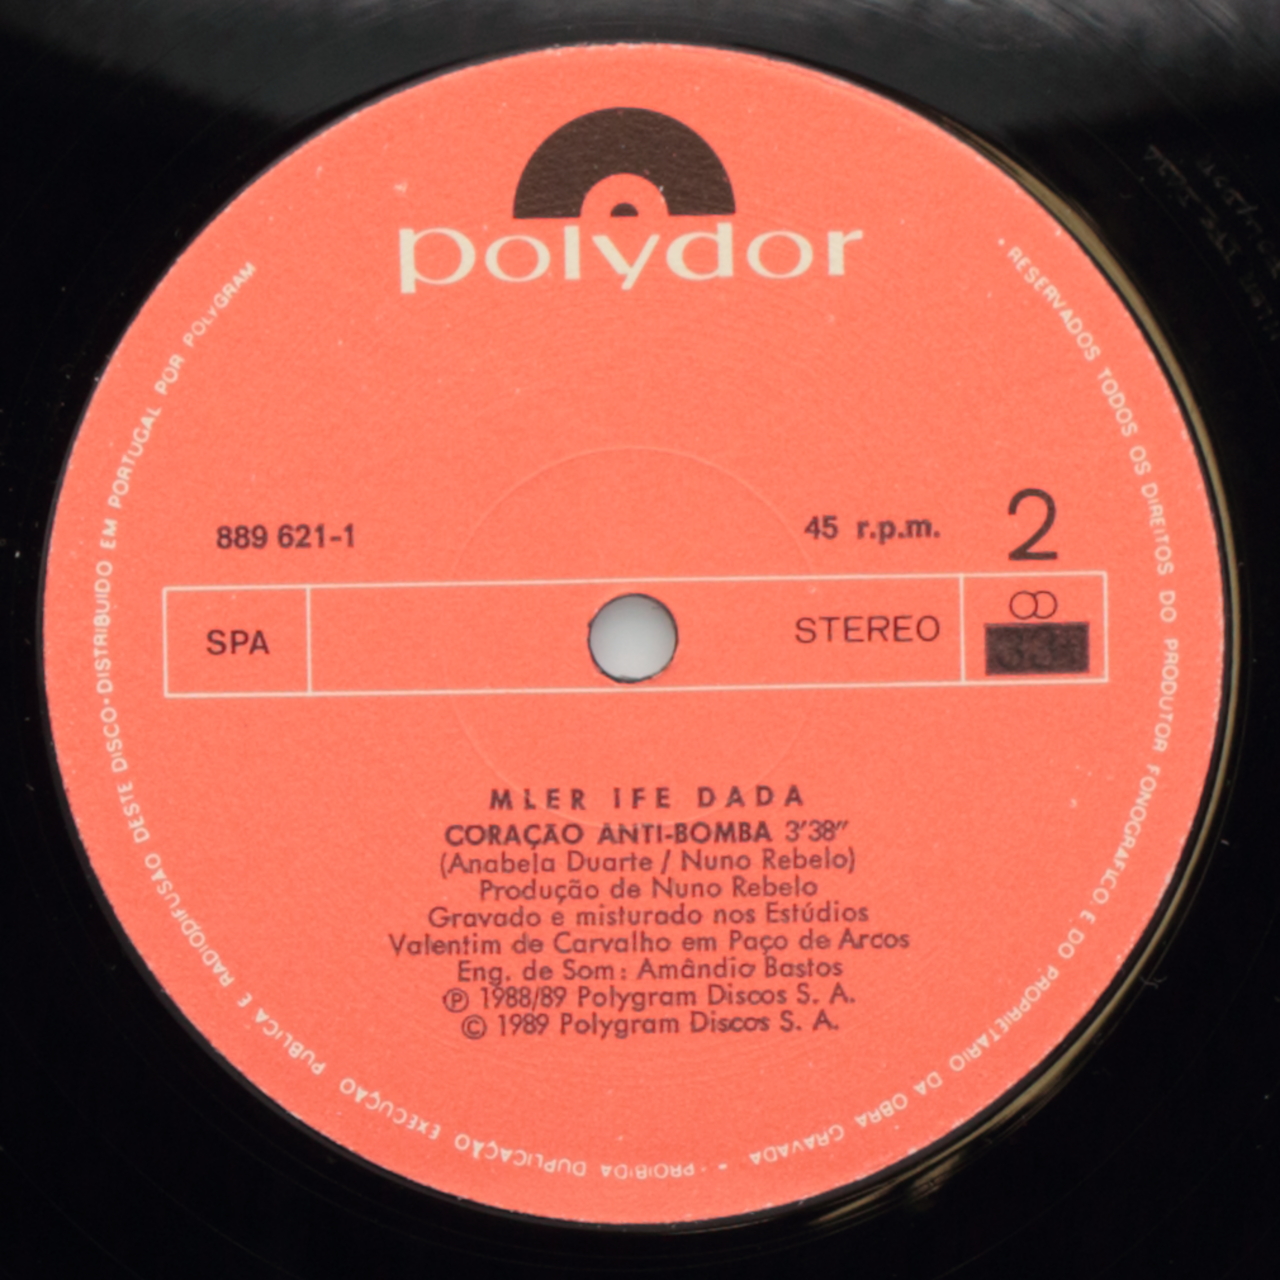 polydor
889 621-1
45 r.p.m.
2
SPA
STEREO
MLER IFE DADA
CORAÇÃO ANTI-BOMBA 3'38"
(Anabela Duarte / Nuno Rebelo)
Produção de Nuno Rebelo
Gravado e misturado nos Estúdios
Valentim de Carvalho em Paço de Arcos
Eng. de Som: Amândio Bastos
℗ 1988/89 Polygram Discos S. A.
© 1989 Polygram Discos S. A.
· RESERVADOS TODOS OS DIREITOS DO PRODUTOR FONOGRAFICO E DO PROPRIETARIO DA OBRA GRAVADA · · PROIBIDA DUPLICAÇÃO EXECUÇÃO PUBLICA E RADIODIFUSÃO DESTE DISCO · DISTRIBUIDO EM PORTUGAL POR POLYGRAM